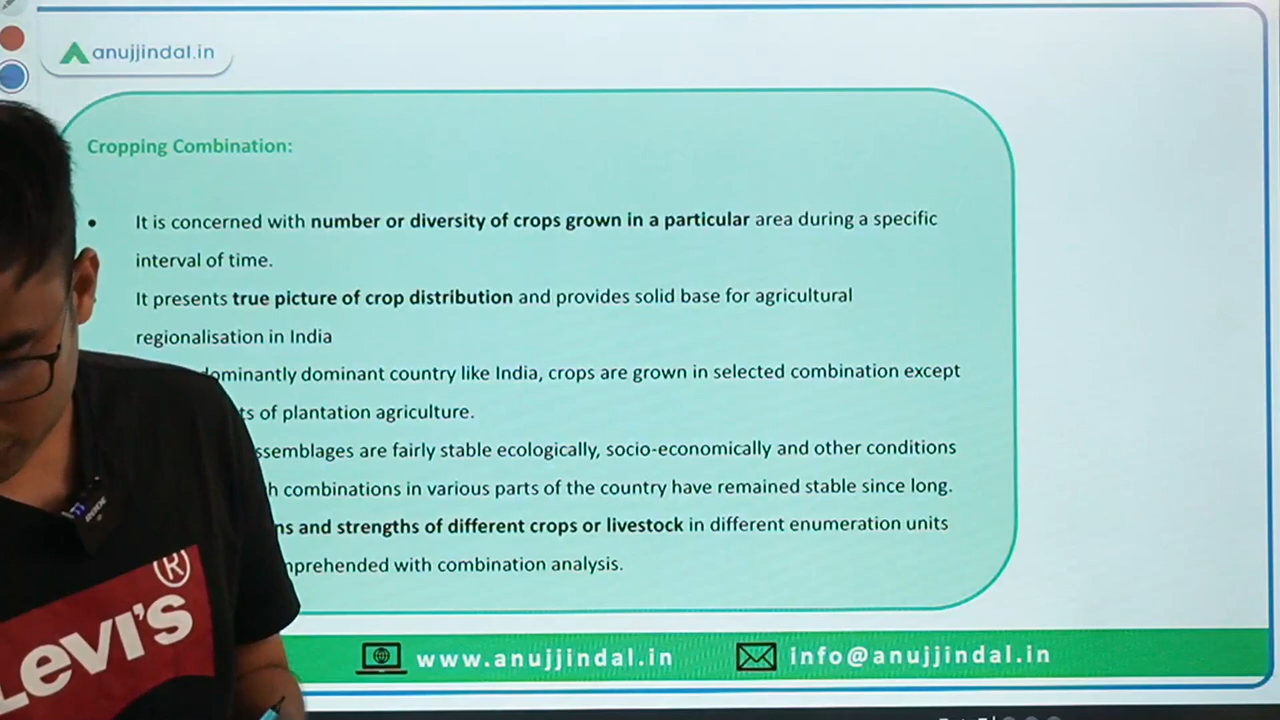 anujjindal.in
Cropping Combination:
• It is concerned with number or diversity of crops grown in a particular area during a specific
interval of time.
It presents true picture of crop distribution and provides solid base for agricultural
regionalisation in India
dominantly dominant country like India, crops are grown in selected combination except
of plantation agriculture.
ssemblages are fairly stable ecologically, socio-economically and other conditions
h combinations in various parts of the country have remained stable since long.
ns and strengths of different crops or livestock in different enumeration units
prehended with combination analysis.
LEVI'S®
www.anujjindal.in
info@anujjindal.in